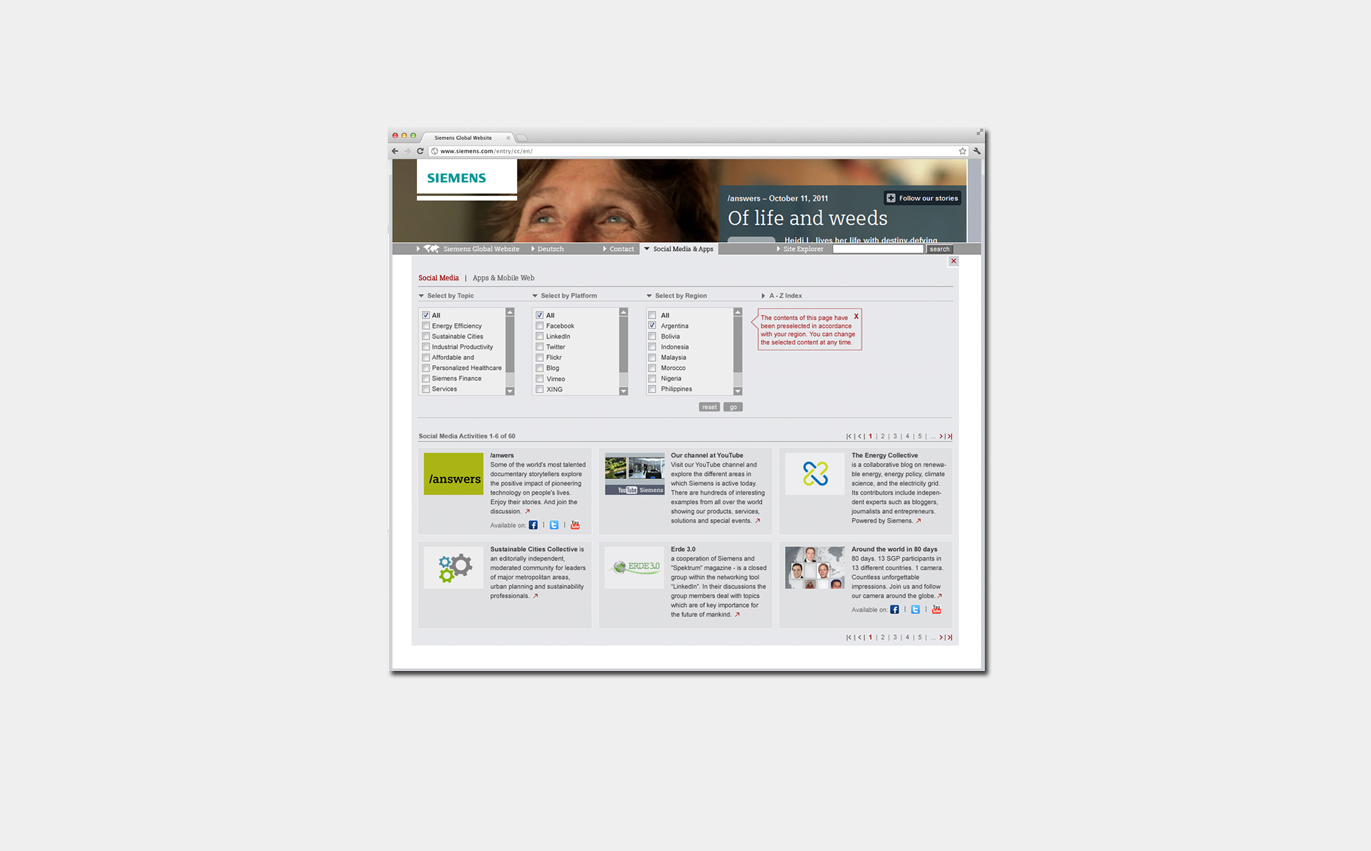 Siemens Global Website
www.siemens.com/entry/cc/en/
SIEMENS
/answers – October 11, 2011
Follow our stories
Of life and weeds
Heidi L. lives her life with destiny-defying
Siemens Global Website
Deutsch
Contact
Social Media & Apps
Site Explorer
search
Social Media | Apps & Mobile Web
Select by Topic
Select by Platform
Select by Region
A - Z Index
All
Energy Efficiency
Sustainable Cities
Industrial Productivity
Affordable and
Personalized Healthcare
Siemens Finance
Services
All
Facebook
LinkedIn
Twitter
Flickr
Blog
Vimeo
XING
All
Argentina
Bolivia
Indonesia
Malaysia
Morocco
Nigeria
Philippines
The contents of this page have X
been preselected in accordance
with your region. You can change
the selected content at any time.
reset
go
Social Media Activities 1-6 of 60
1 | 2 | 3 | 4 | 5 | ...
/answers
/anwers
Some of the world's most talented
documentary storytellers explore
the positive impact of pioneering
technology on people's lives.
Enjoy their stories. And join the
discussion.
Available on:
YouTube Siemens
Our channel at YouTube
Visit our YouTube channel and
explore the different areas in
which Siemens is active today.
There are hundreds of interesting
examples from all over the world
showing our products, services,
solutions and special events.
The Energy Collective
is a collaborative blog on renewa-
ble energy, energy policy, climate
science, and the electricity grid.
Its contributors include indepen-
dent experts such as bloggers,
journalists and entrepreneurs.
Powered by Siemens.
Sustainable Cities Collective is
an editorially independent,
moderated community for leaders
of major metropolitan areas,
urban planning and sustainability
professionals.
ERDE 3.0
Erde 3.0
a cooperation of Siemens and
"Spektrum" magazine - is a closed
group within the networking tool
"LinkedIn". In their discussions the
group members deal with topics
which are of key importance for
the future of mankind.
Around the world in 80 days
80 days. 13 SGP participants in
13 different countries. 1 camera.
Countless unforgettable
impressions. Join us and follow
our camera around the globe.
Available on:
1 | 2 | 3 | 4 | 5 | ...